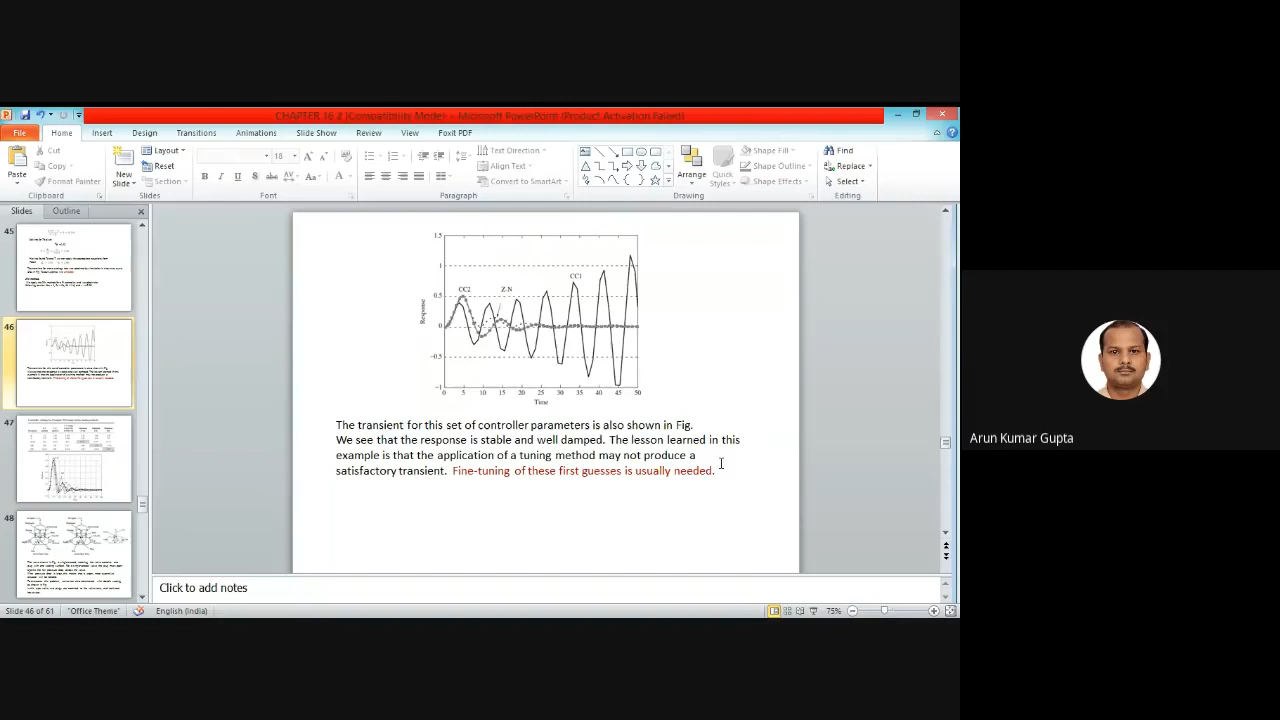 CHAPTER 16 2 [Compatibility Mode] - Microsoft PowerPoint (Product Activation Failed)
File Home Insert Design Transitions Animations Slide Show Review View Foxit PDF
Paste
Cut
Copy
Format Painter
Clipboard
New Slide
Layout
Reset
Section
Slides
18
B I U S abc AV Aa A
Font
Paragraph
Text Direction
Align Text
Convert to SmartArt
Arrange
Quick Styles
Shape Fill
Shape Outline
Shape Effects
Drawing
Find
Replace
Select
Editing
Slides Outline
45
46
47
48
1.5
1
0.5
0
-0.5
-1
Response
CC2
Z-N
CC1
0 5 10 15 20 25 30 35 40 45 50
Time
The transient for this set of controller parameters is also shown in Fig.
We see that the response is stable and well damped. The lesson learned in this
example is that the application of a tuning method may not produce a
satisfactory transient. Fine-tuning of these first guesses is usually needed.
Click to add notes
Slide 46 of 61 "Office Theme" English (India) 75%
Arun Kumar Gupta